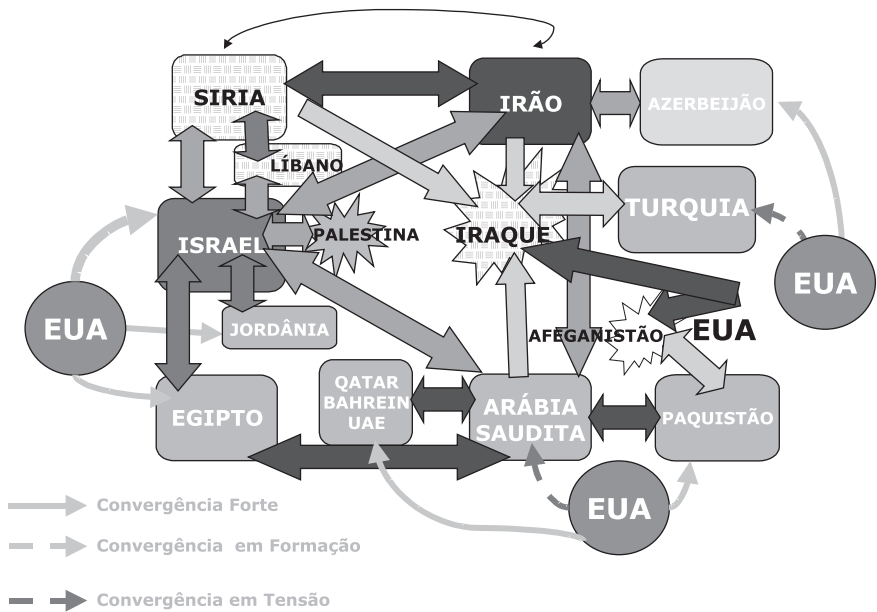 SIRIA
IRÃO
AZERBEIJÃO
LÍBANO
TURQUIA
ISRAEL
PALESTINA
IRAQUE
EUA
EUA
JORDÂNIA
AFEGANISTÃO
EUA
QATAR
BAHREIN
UAE
EGIPTO
ARÁBIA
SAUDITA
PAQUISTÃO
EUA
Convergência Forte
Convergência em Formação
Convergência em Tensão